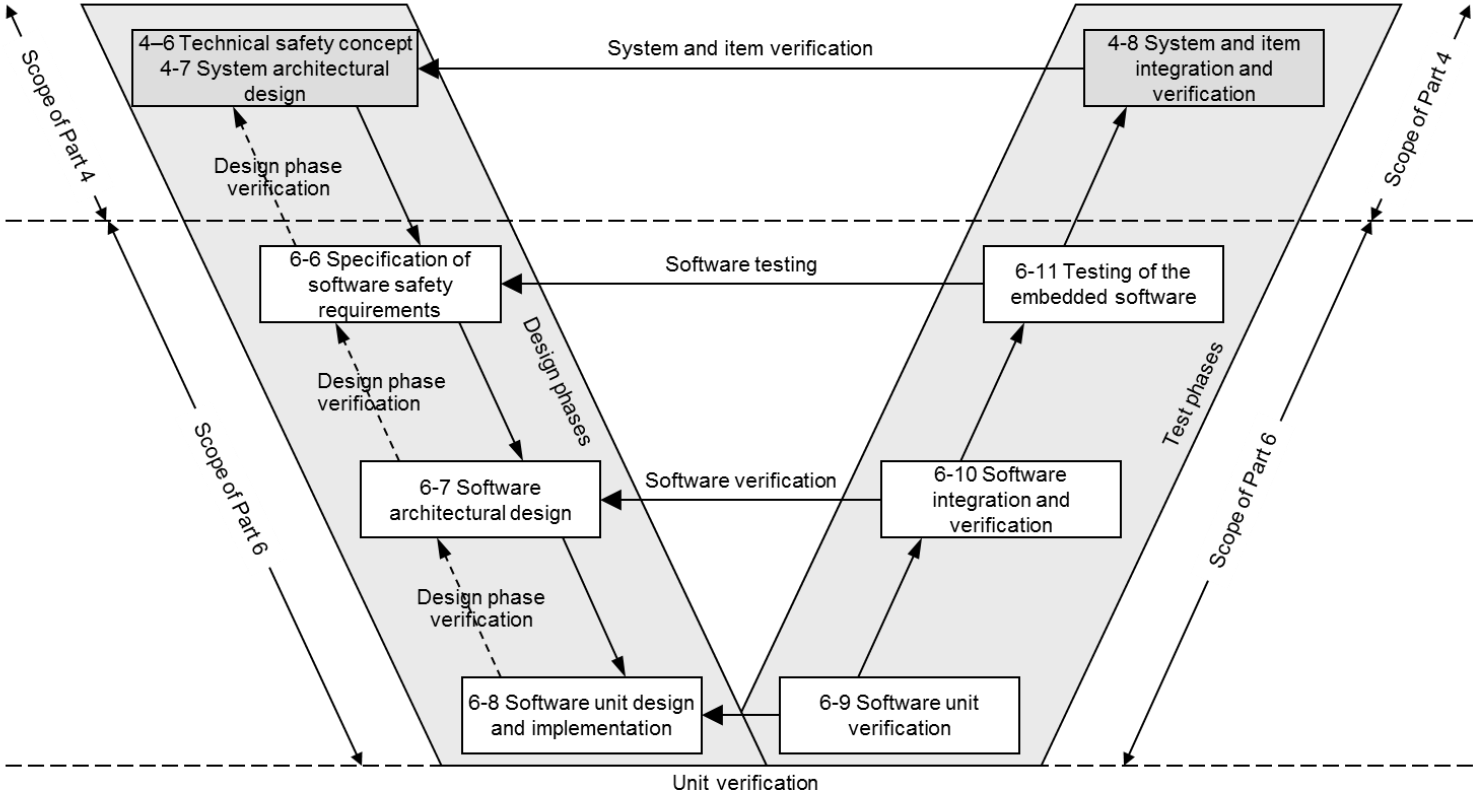 4–6 Technical safety concept
4-7 System architectural
design
System and item verification
4-8 System and item
integration and
verification
Scope of Part 4
Scope of Part 4
Design phase
verification
6-6 Specification of
software safety
requirements
Software testing
6-11 Testing of the
embedded software
Design phases
Test phases
Design phase
verification
Scope of Part 6
Scope of Part 6
6-7 Software
architectural design
Software verification
6-10 Software
integration and
verification
Design phase
verification
6-8 Software unit design
and implementation
6-9 Software unit
verification
Unit verification